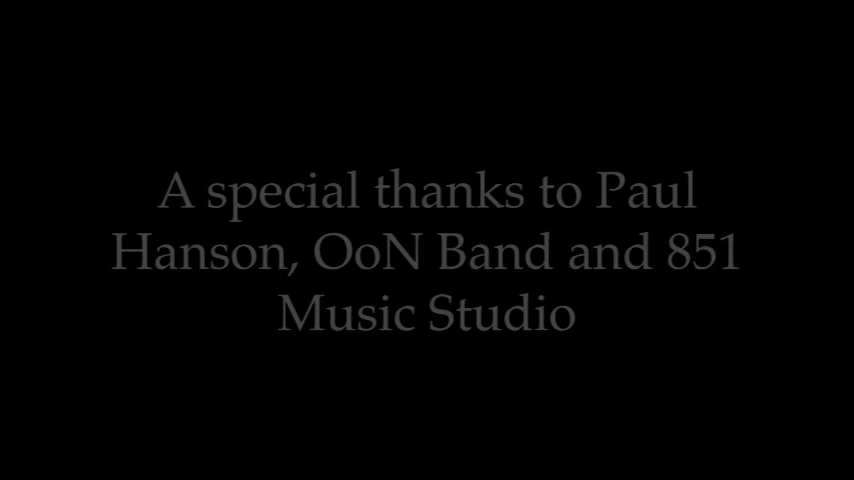 A special thanks to Paul
Hanson, OoN Band and 851
Music Studio